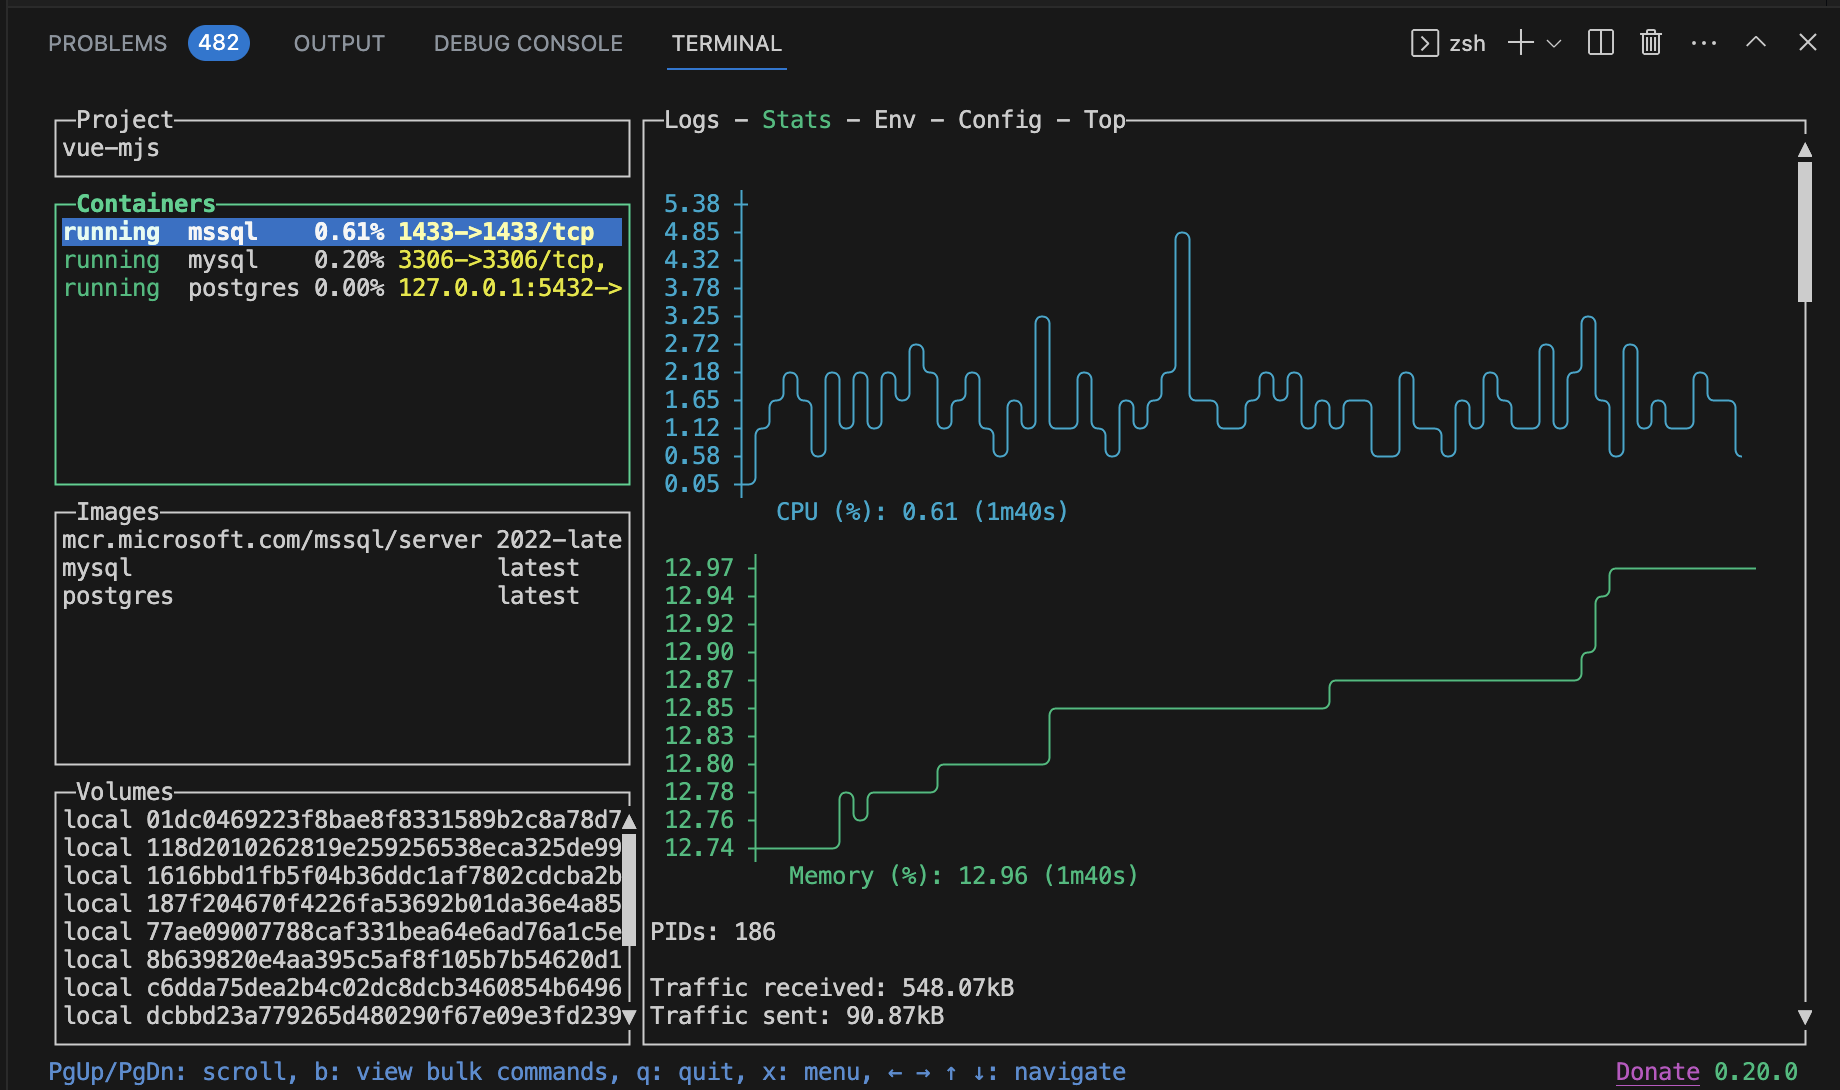 PROBLEMS 482 OUTPUT DEBUG CONSOLE TERMINAL zsh
Project
vue-mjs
Containers
running mssql 0.61% 1433->1433/tcp
running mysql 0.20% 3306->3306/tcp,
running postgres 0.00% 127.0.0.1:5432->
Images
mcr.microsoft.com/mssql/server 2022-late
mysql latest
postgres latest
Volumes
local 01dc0469223f8bae8f8331589b2c8a78d7
local 118d2010262819e259256538eca325de99
local 1616bbd1fb5f04b36ddc1af7802cdcba2b
local 187f204670f4226fa53692b01da36e4a85
local 77ae09007788caf331bea64e6ad76a1c5e
local 8b639820e4aa395c5af8f105b7b54620d1
local c6dda75dea2b4c02dc8dcb3460854b6496
local dcbbd23a779265d480290f67e09e3fd239
Logs - Stats - Env - Config - Top
5.38
4.85
4.32
3.78
3.25
2.72
2.18
1.65
1.12
0.58
0.05
CPU (%): 0.61 (1m40s)
12.97
12.94
12.92
12.90
12.87
12.85
12.83
12.80
12.78
12.76
12.74
Memory (%): 12.96 (1m40s)
PIDs: 186
Traffic received: 548.07kB
Traffic sent: 90.87kB
PgUp/PgDn: scroll, b: view bulk commands, q: quit, x: menu, ← → ↑ ↓: navigate Donate 0.20.0